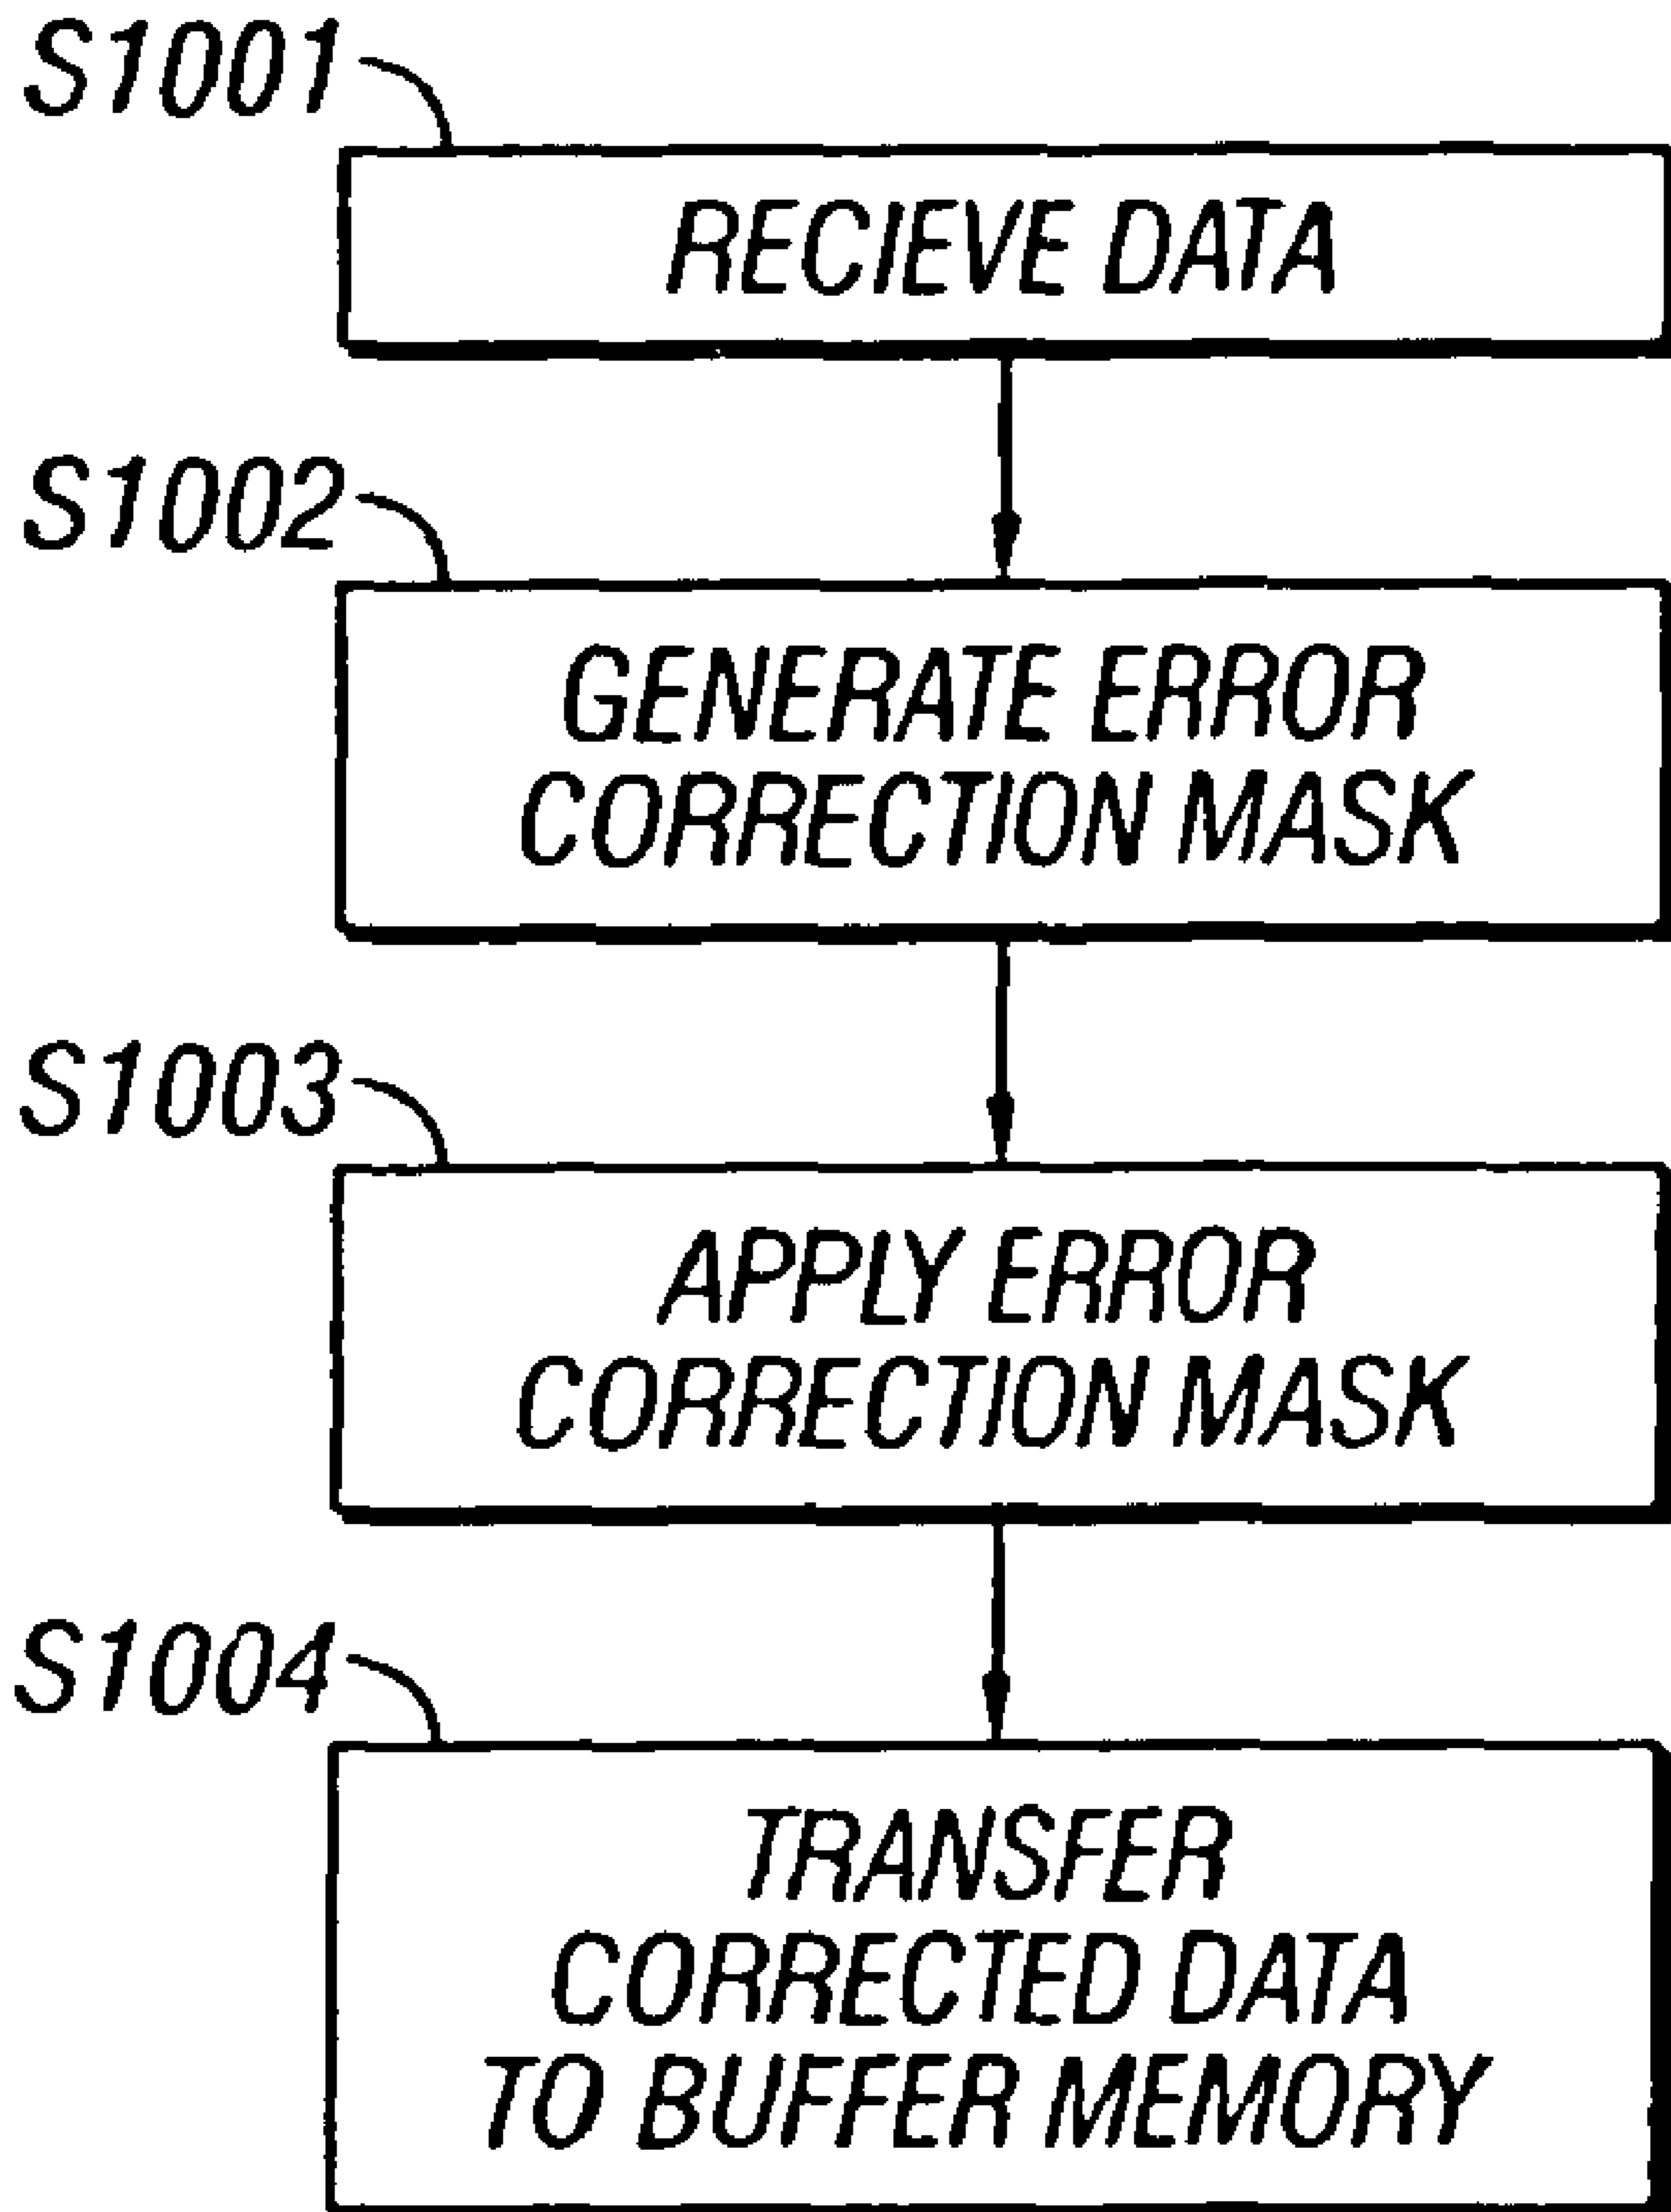 S1001
RECIEVE DATA
S1002
GENERATE ERROR
CORRECTION MASK
S1003
APPLY ERROR
CORRECTION MASK
S1004
TRANSFER
CORRECTED DATA
TO BUFFER MEMORY